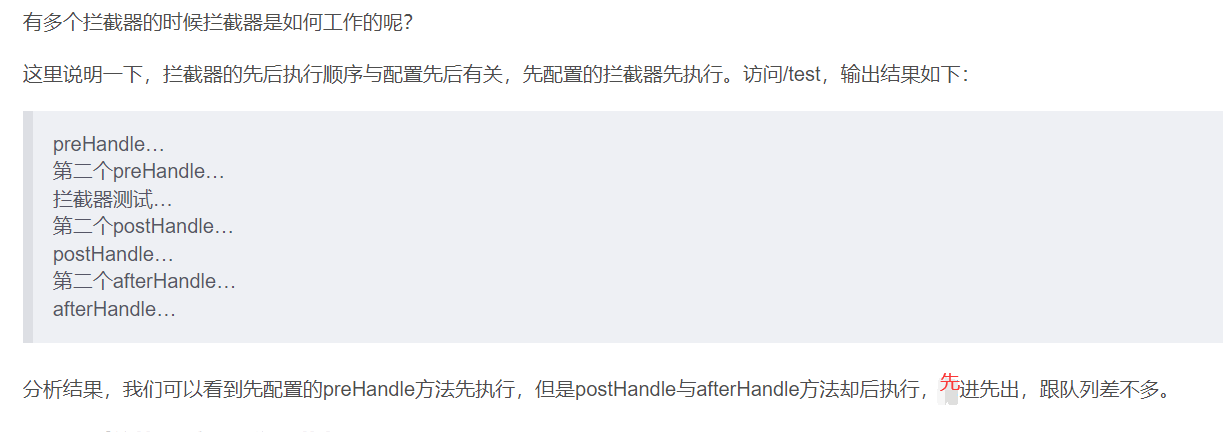 有多个拦截器的时候拦截器是如何工作的呢？
这里说明一下，拦截器的先后执行顺序与配置先后有关，先配置的拦截器先执行。访问/test，输出结果如下：
preHandle…
第二个preHandle…
拦截器测试…
第二个postHandle…
postHandle…
第二个afterHandle…
afterHandle…
分析结果，我们可以看到先配置的preHandle方法先执行，但是postHandle与afterHandle方法却后执行，先进先出，跟队列差不多。